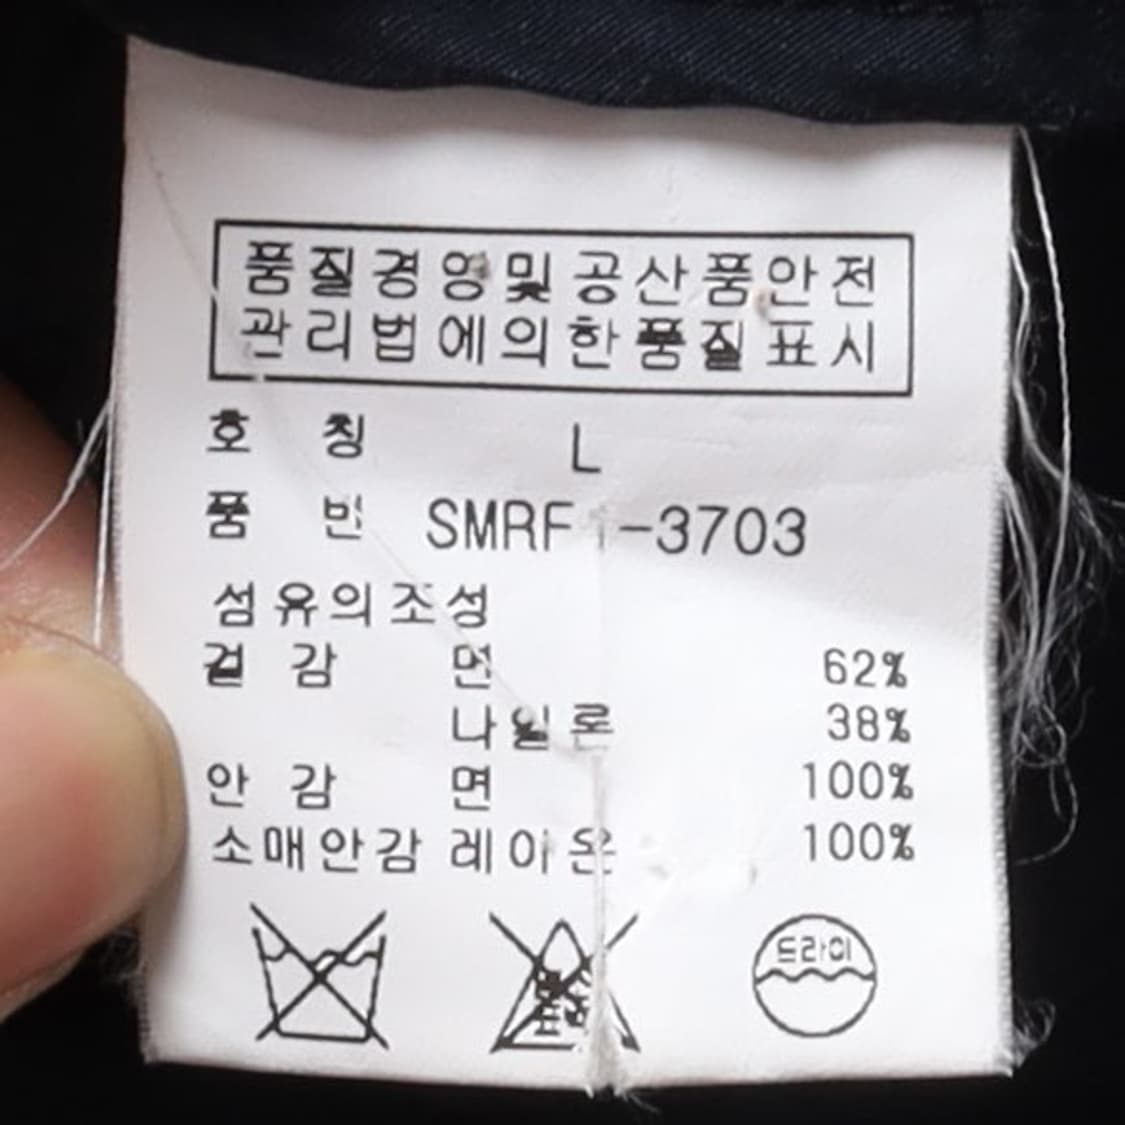 품질경영및공산품안전
관리법에의한품질표시
호 칭 L
품 번 -3703
섬유의조성
겉 감 면 62%
나일론 38%
안 감 면 100%
소매안감 레이온 100%
드라이